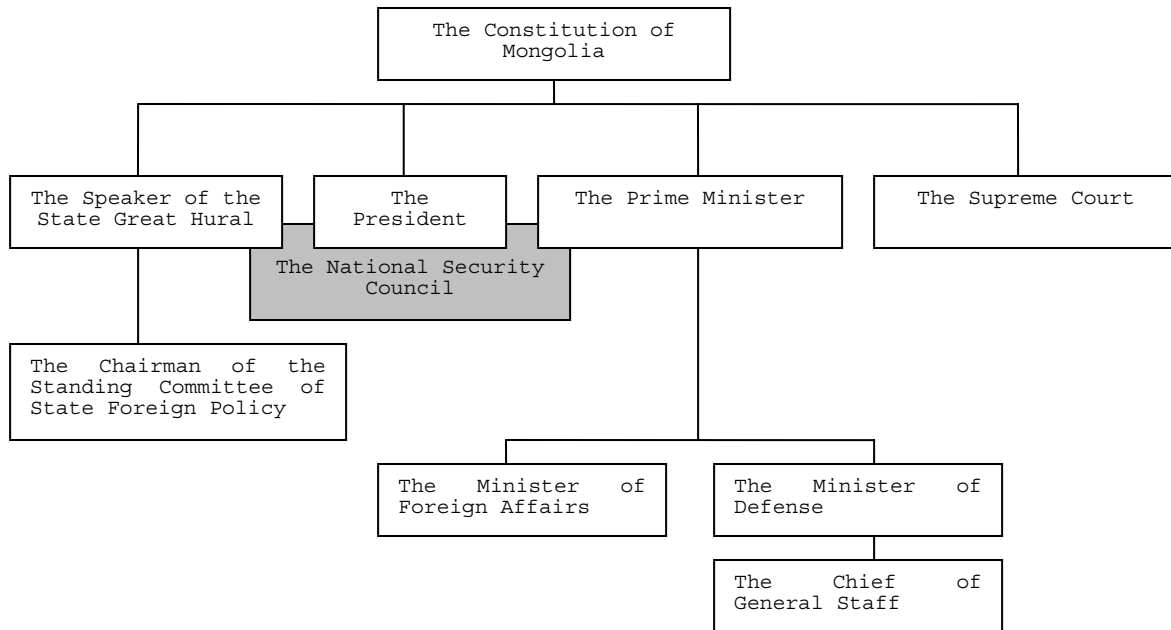 The Constitution of
Mongolia
The Speaker of the
State Great Hural
The
President
The Prime Minister
The Supreme Court
The National Security
Council
The Chairman of the
Standing Committee of
State Foreign Policy
The Minister of
Foreign Affairs
The Minister of
Defense
The Chief of
General Staff